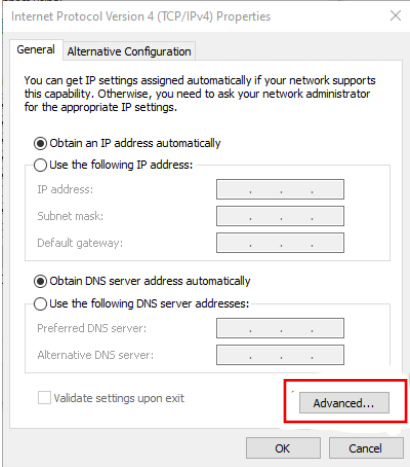 Internet Protocol Version 4 (TCP/IPv4) Properties
General
Alternative Configuration
You can get IP settings assigned automatically if your network supports
this capability. Otherwise, you need to ask your network administrator
for the appropriate IP settings.
Obtain an IP address automatically
Use the following IP address:
IP address:
Subnet mask:
Default gateway:
Obtain DNS server address automatically
Use the following DNS server addresses:
Preferred DNS server:
Alternative DNS server:
Validate settings upon exit
Advanced...
OK
Cancel